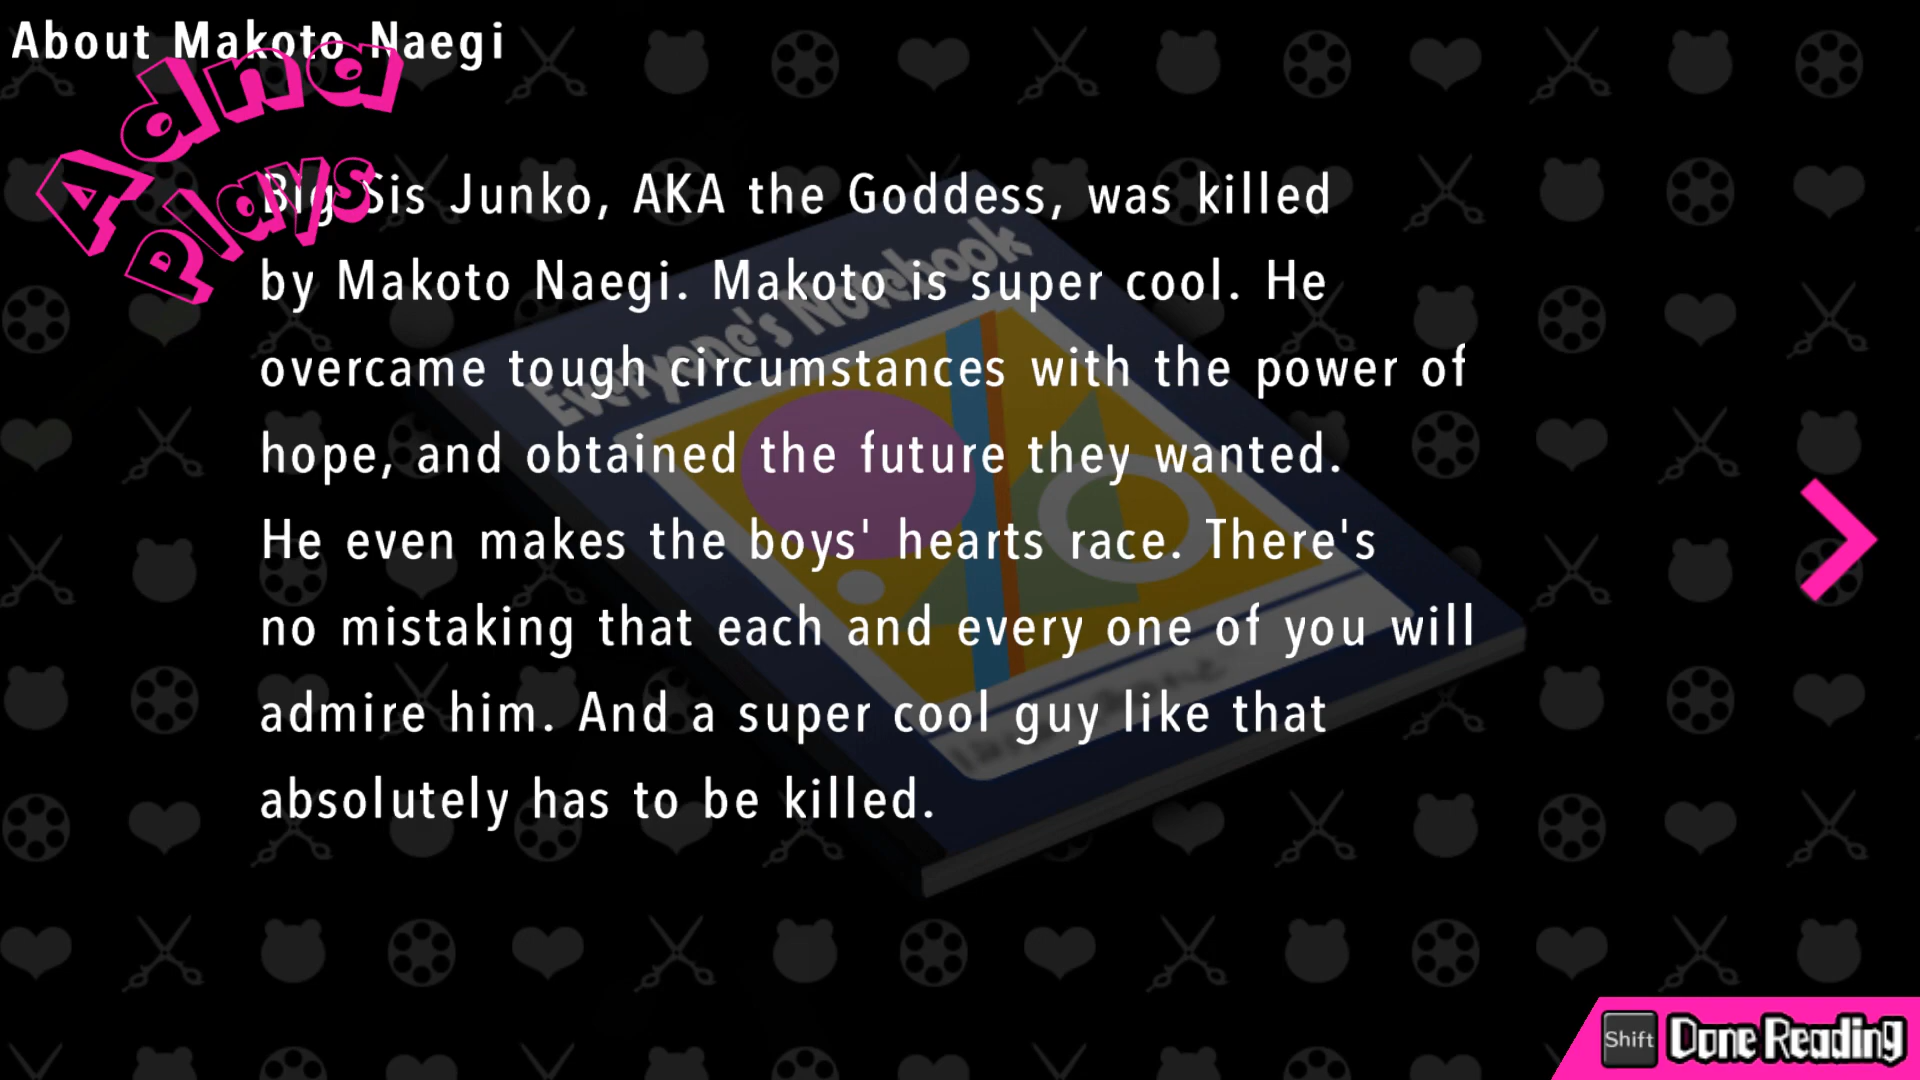 About Makoto Naegi
Adna
Plays
Big Sis Junko, AKA the Goddess, was killed
by Makoto Naegi. Makoto is super cool. He
overcame tough circumstances with the power of
hope, and obtained the future they wanted.
He even makes the boys' hearts race. There's
no mistaking that each and every one of you will
admire him. And a super cool guy like that
absolutely has to be killed.
Everyone's Notebook
Shift Done Reading